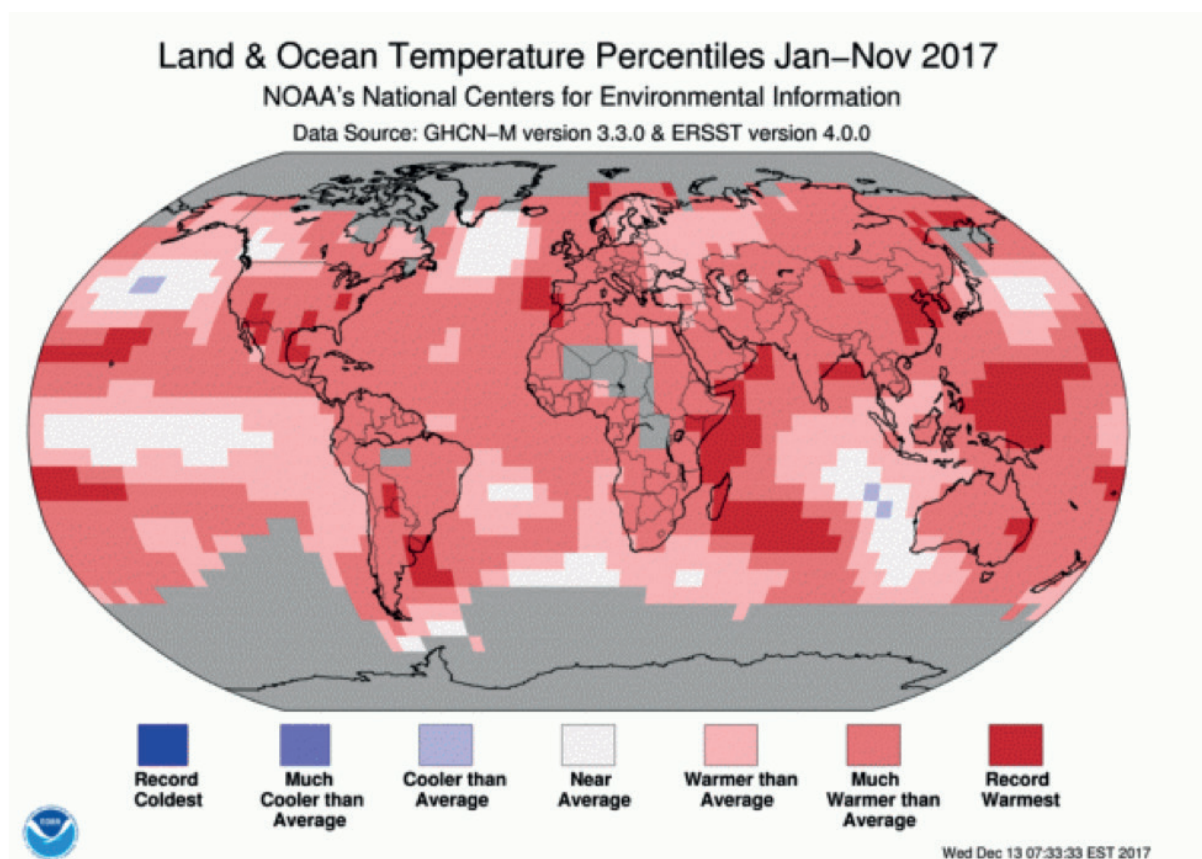 Land & Ocean Temperature Percentiles Jan–Nov 2017
NOAA's National Centers for Environmental Information
Data Source: GHCN–M version 3.3.0 & ERSST version 4.0.0
Record
Coldest
Much
Cooler than
Average
Cooler than
Average
Near
Average
Warmer than
Average
Much
Warmer than
Average
Record
Warmest
NOAA
Wed Dec 13 07:33:33 EST 2017